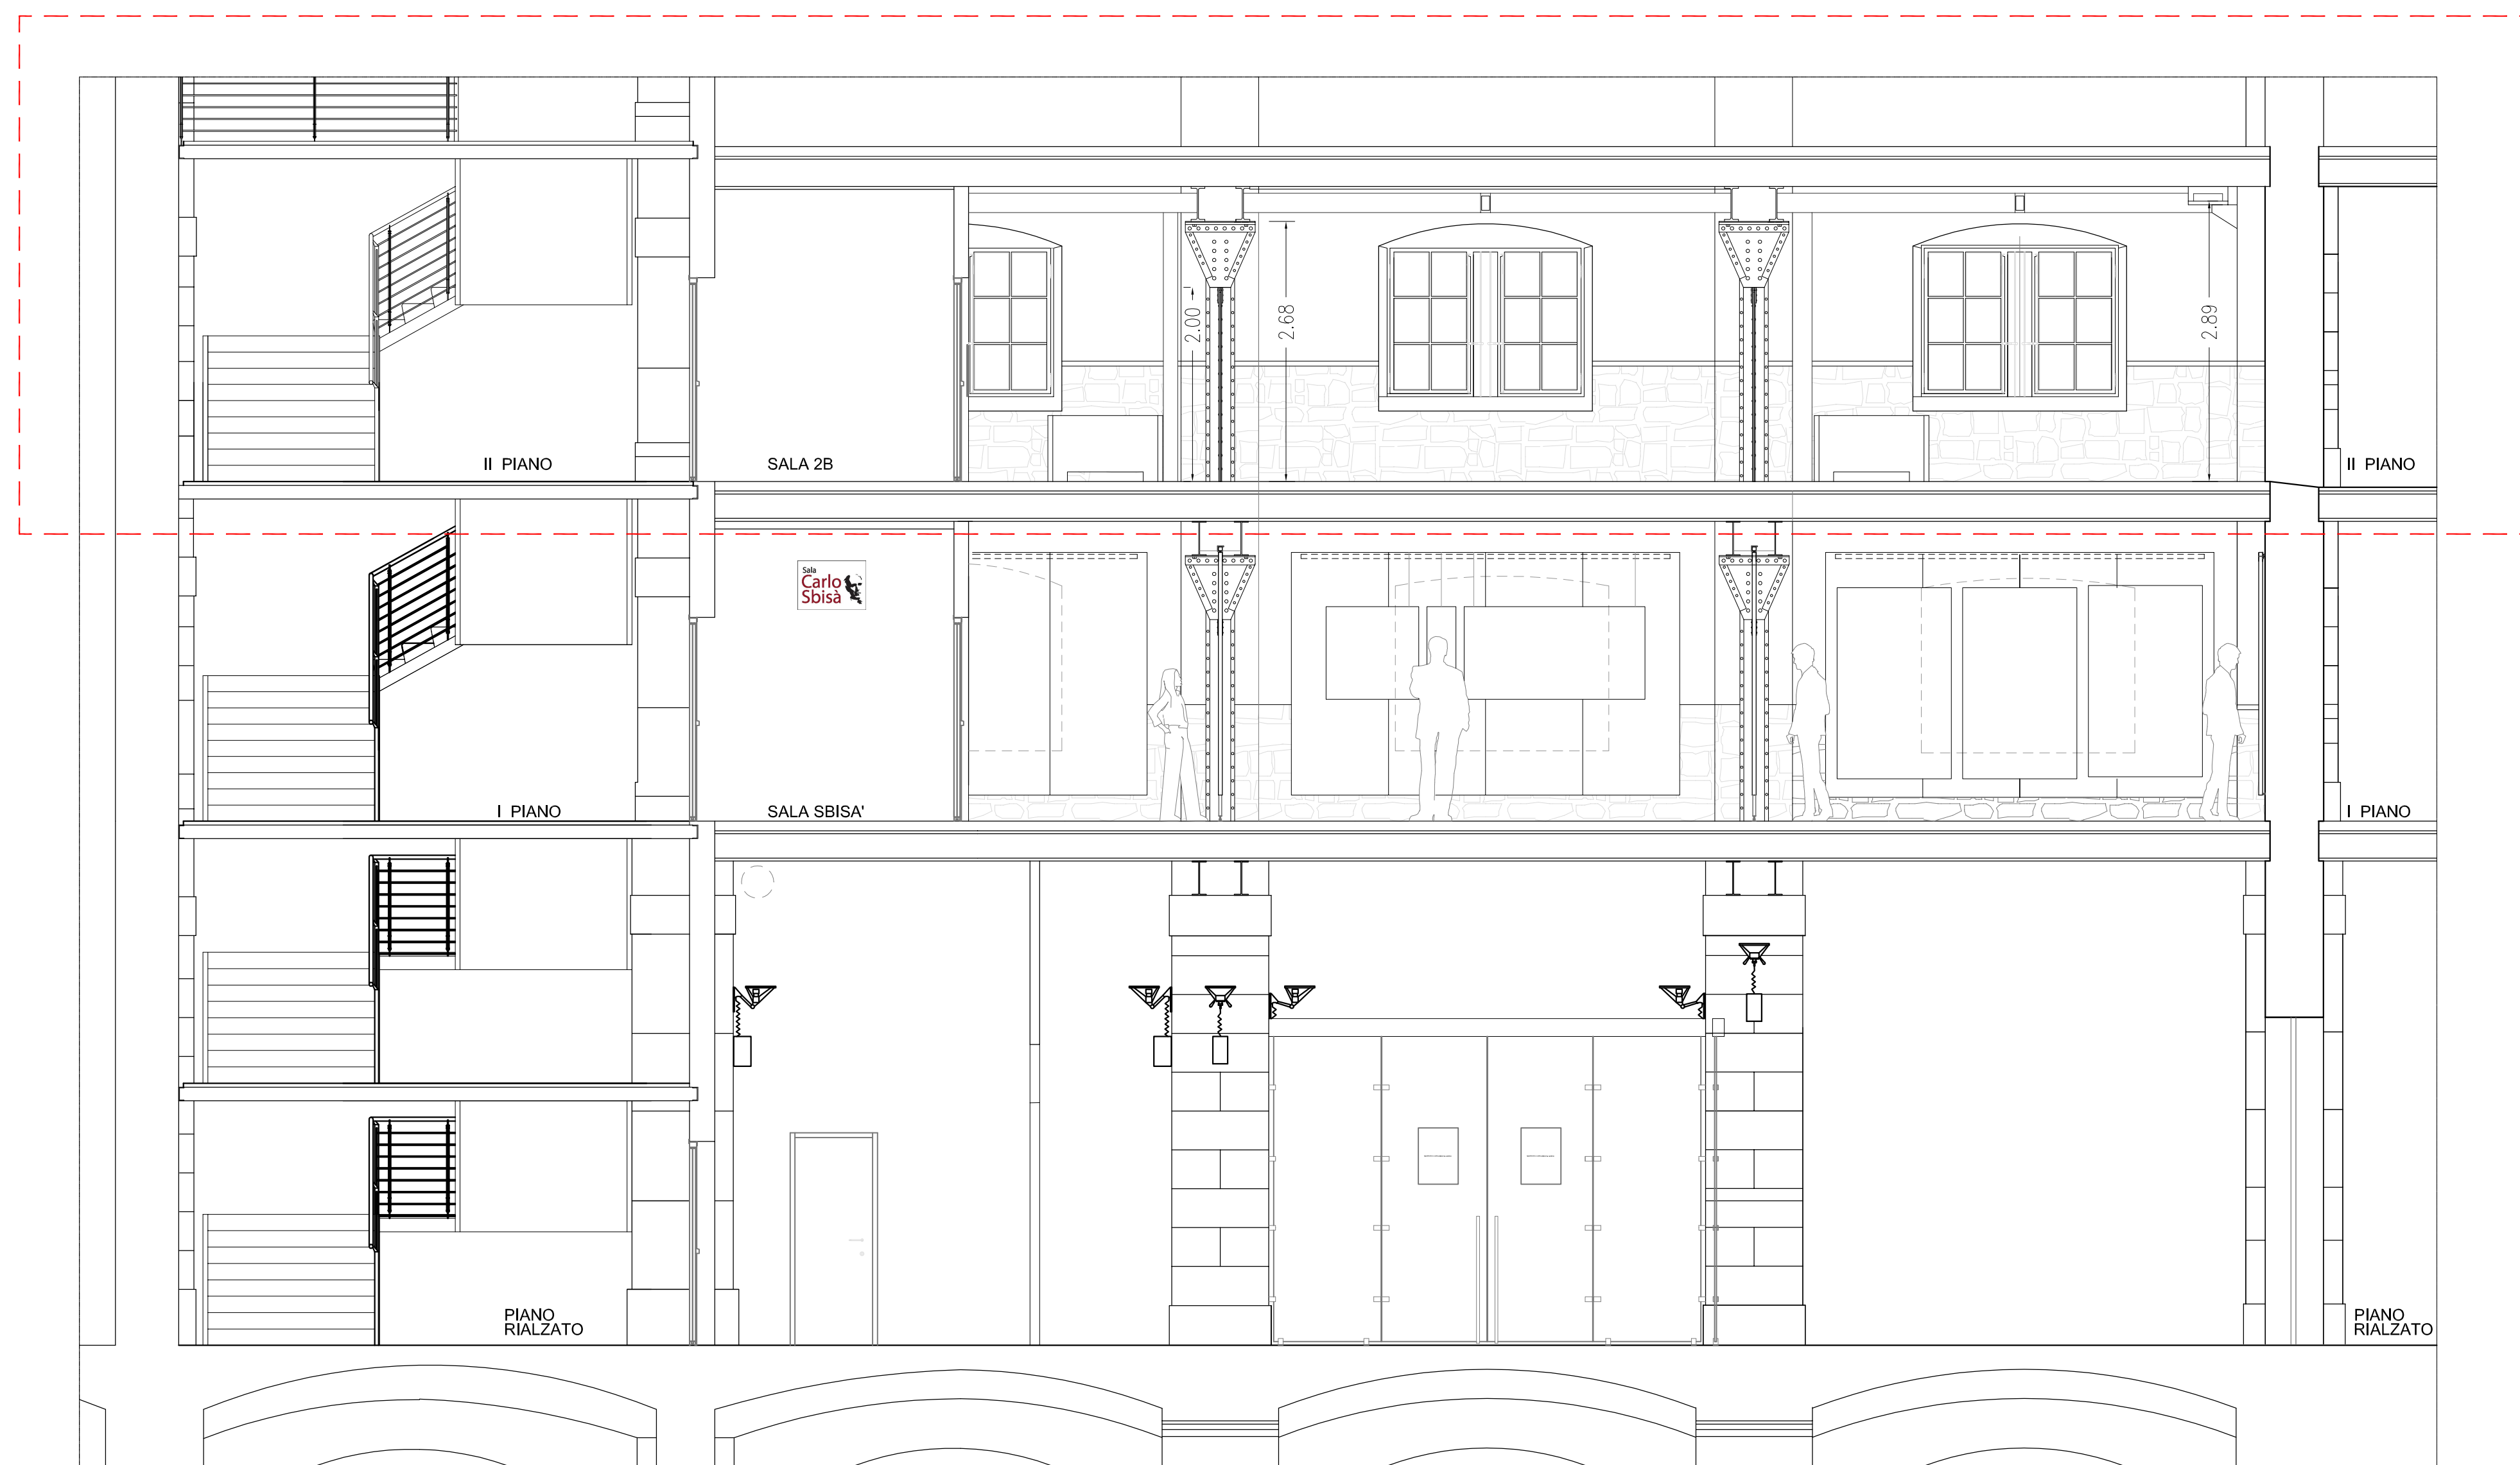 2.00
2.68
2.89
II PIANO
SALA 2B
II PIANO
Sala
Carlo
Sbisà
I PIANO
SALA SBISA'
I PIANO
PIANO
RIALZATO
PIANO
RIALZATO